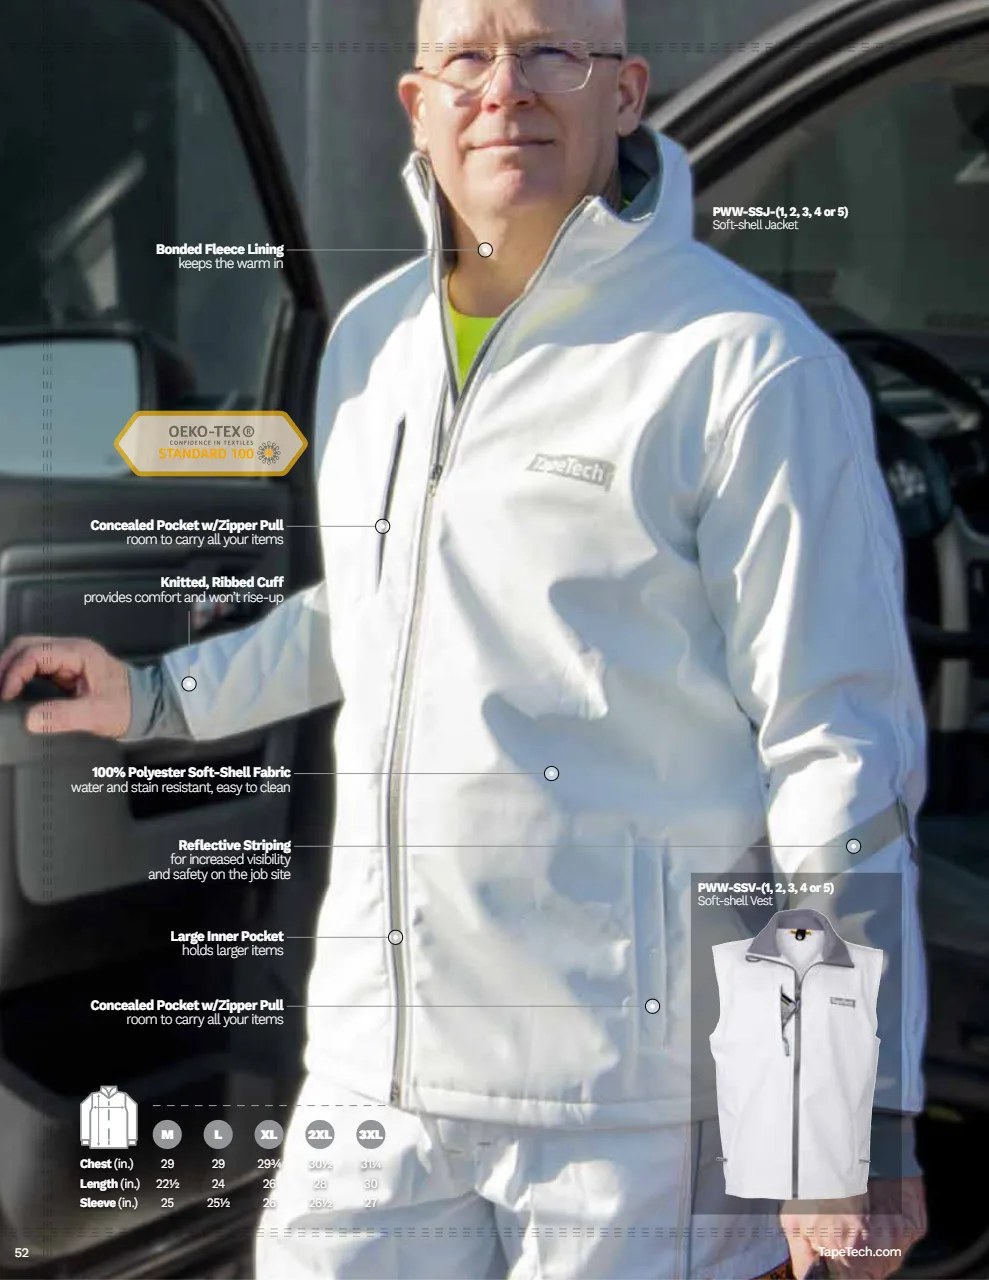 PWW-SSJ-(1, 2, 3, 4 or 5)
Soft-shell Jacket
Bonded Fleece Lining
keeps the warm in
OEKO-TEX®
CONFIDENCE IN TEXTILES
STANDARD 100
TapeTech
Concealed Pocket w/Zipper Pull
room to carry all your items
Knitted, Ribbed Cuff
provides comfort and won't rise-up
100% Polyester Soft-Shell Fabric
water and stain resistant, easy to clean
Reflective Striping
for increased visibility
and safety on the job site
PWW-SSV-(1, 2, 3, 4 or 5)
Soft-shell Vest
Large Inner Pocket
holds larger items
TapeTech
Concealed Pocket w/Zipper Pull
room to carry all your items
M L XL 2XL 3XL
Chest (in.) 29 29 29¾ 30½ 31¼
Length (in.) 22½ 24 26 28 30
Sleeve (in.) 25 25½ 26 26½ 27
52
TapeTech.com